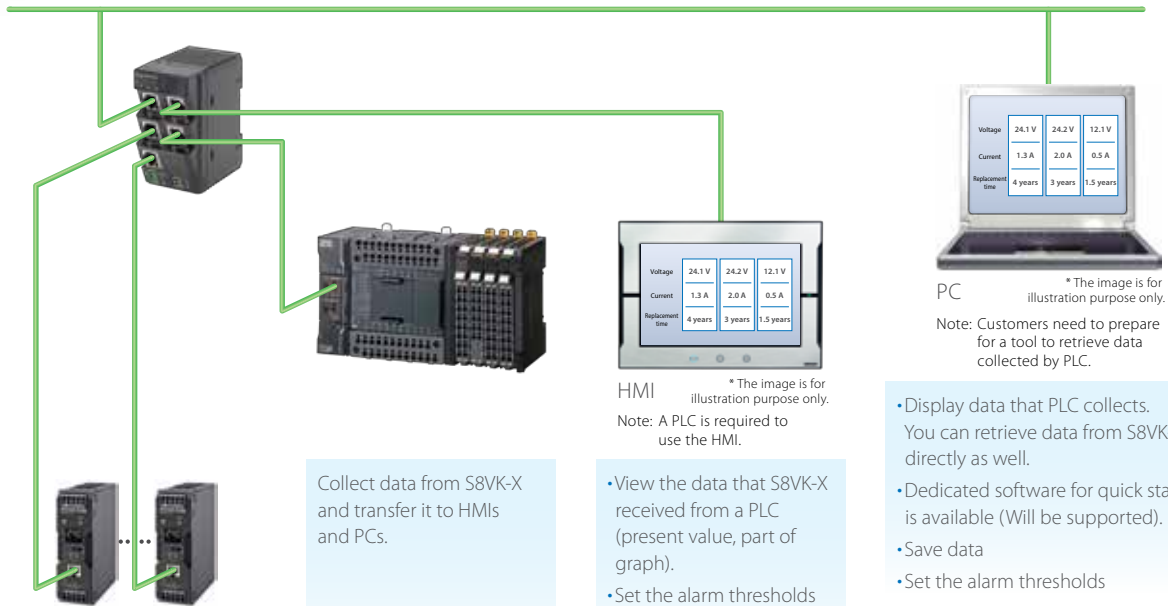 Voltage 24.1 V 24.2 V 12.1 V
Current 1.3 A 2.0 A 0.5 A
Replacement time 4 years 3 years 1.5 years
PC
* The image is for
illustration purpose only.
Note: Customers need to prepare
for a tool to retrieve data
collected by PLC.
Voltage 24.1 V 24.2 V 12.1 V
Current 1.3 A 2.0 A 0.5 A
Replacement time 4 years 3 years 1.5 years
HMI
* The image is for
illustration purpose only.
Note: A PLC is required to
use the HMI.
Collect data from S8VK-X
and transfer it to HMIs
and PCs.
•View the data that S8VK-X
received from a PLC
(present value, part of
graph).
•Set the alarm thresholds
•Display data that PLC collects.
You can retrieve data from S8VK
directly as well.
•Dedicated software for quick sta
is available (Will be supported).
•Save data
•Set the alarm thresholds